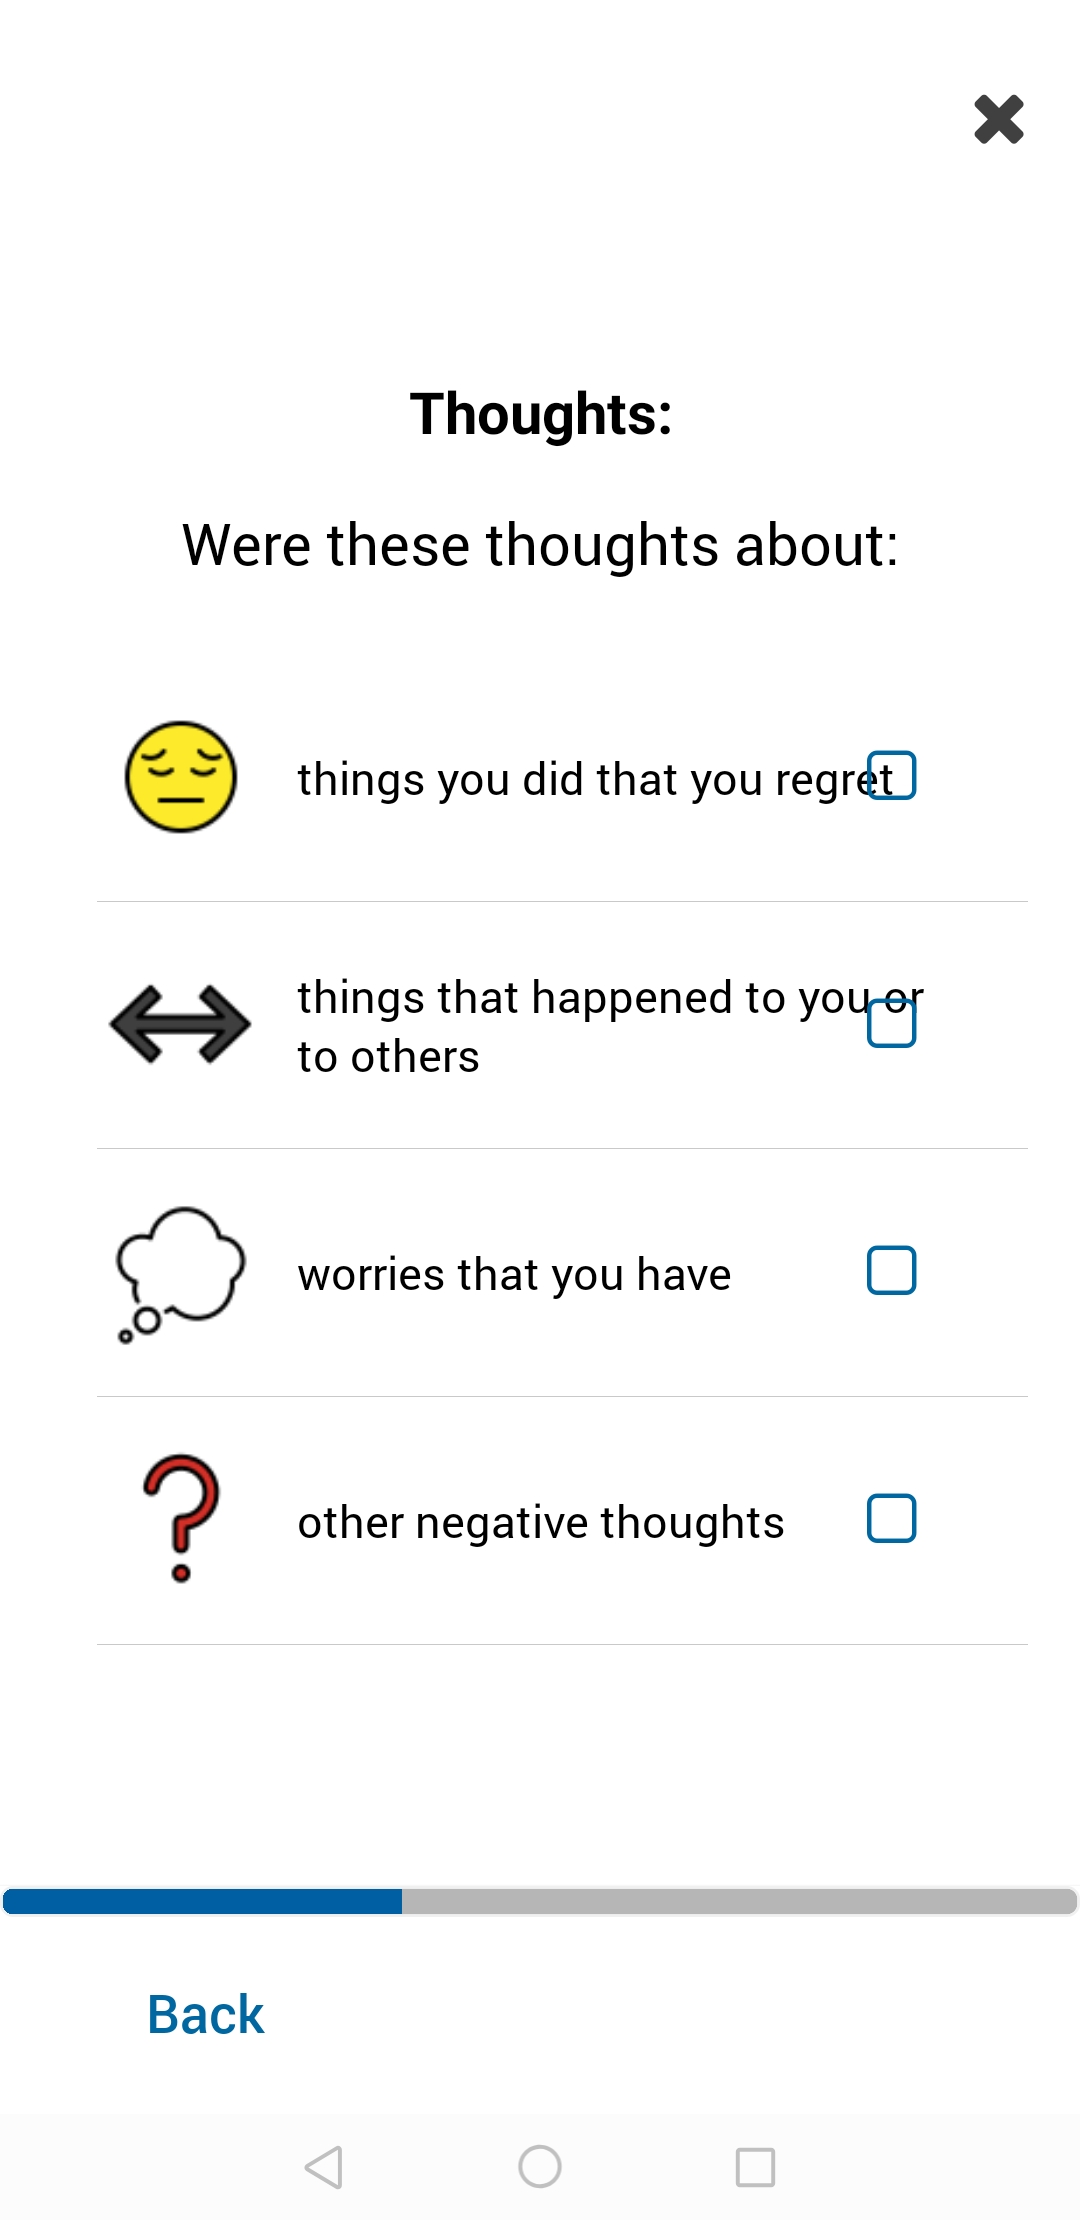 Thoughts:
Were these thoughts about:
things you did that you regret
things that happened to you or
to others
worries that you have
other negative thoughts
Back